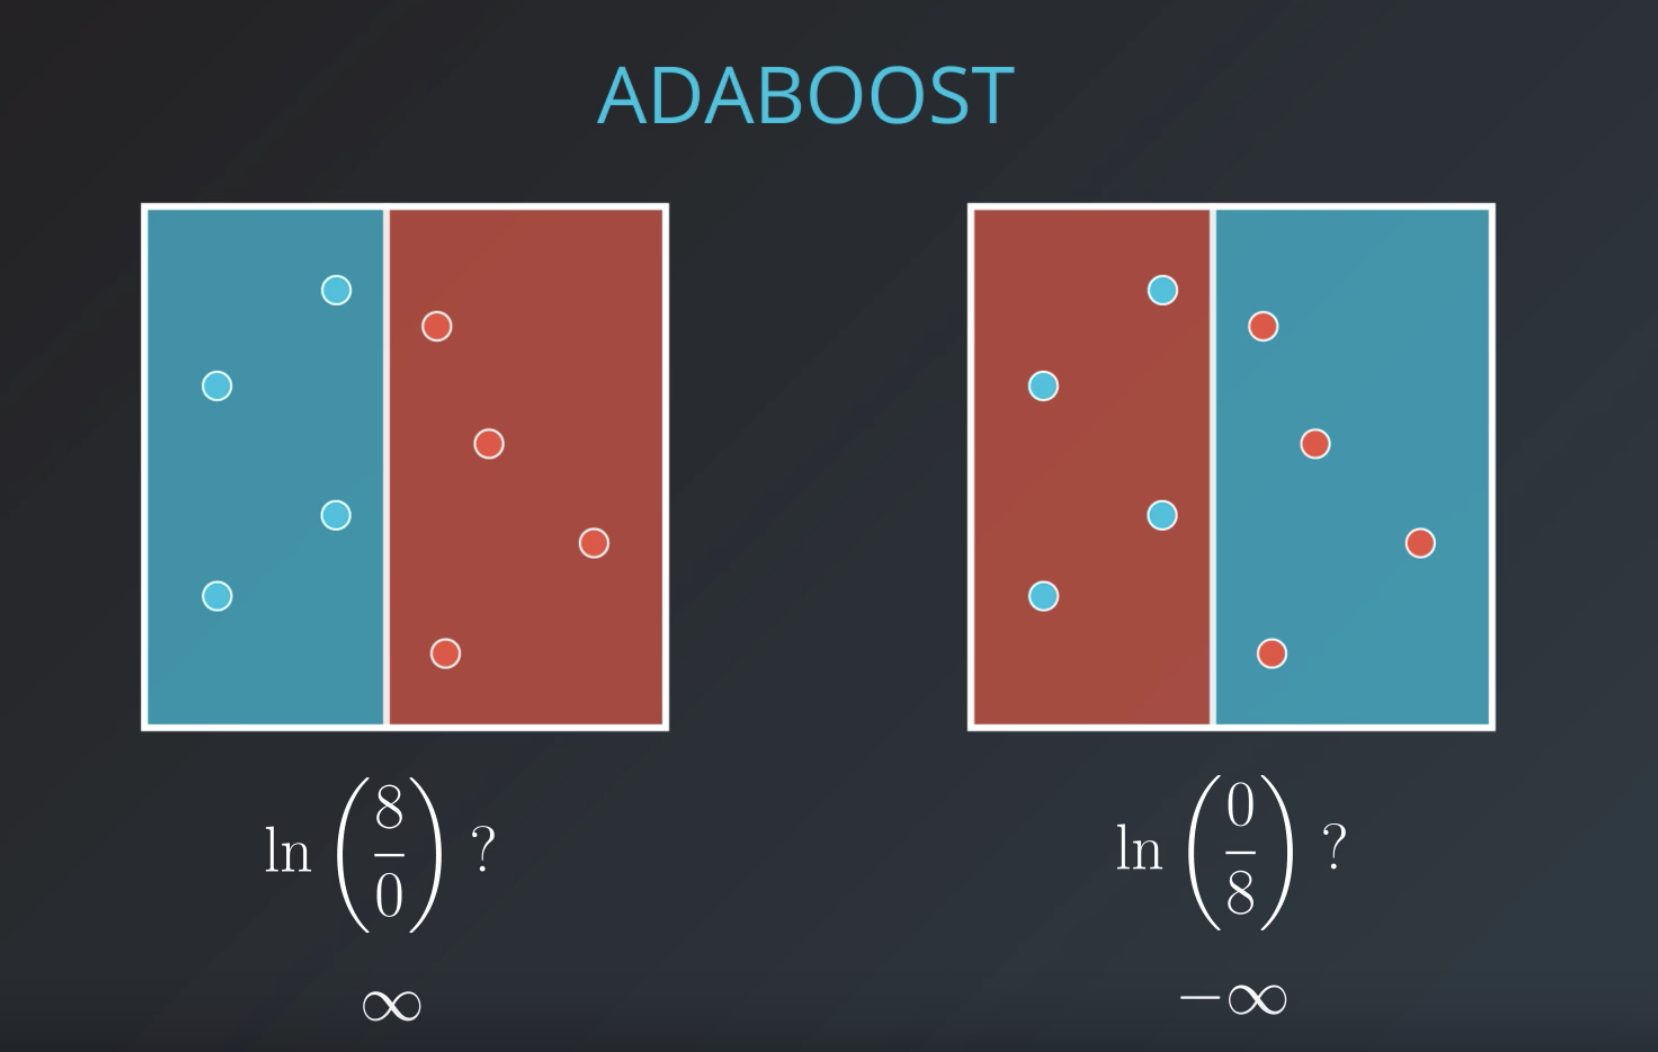 ADABOOST
ln (8/0) ?
ln (0/8) ?
∞
−∞